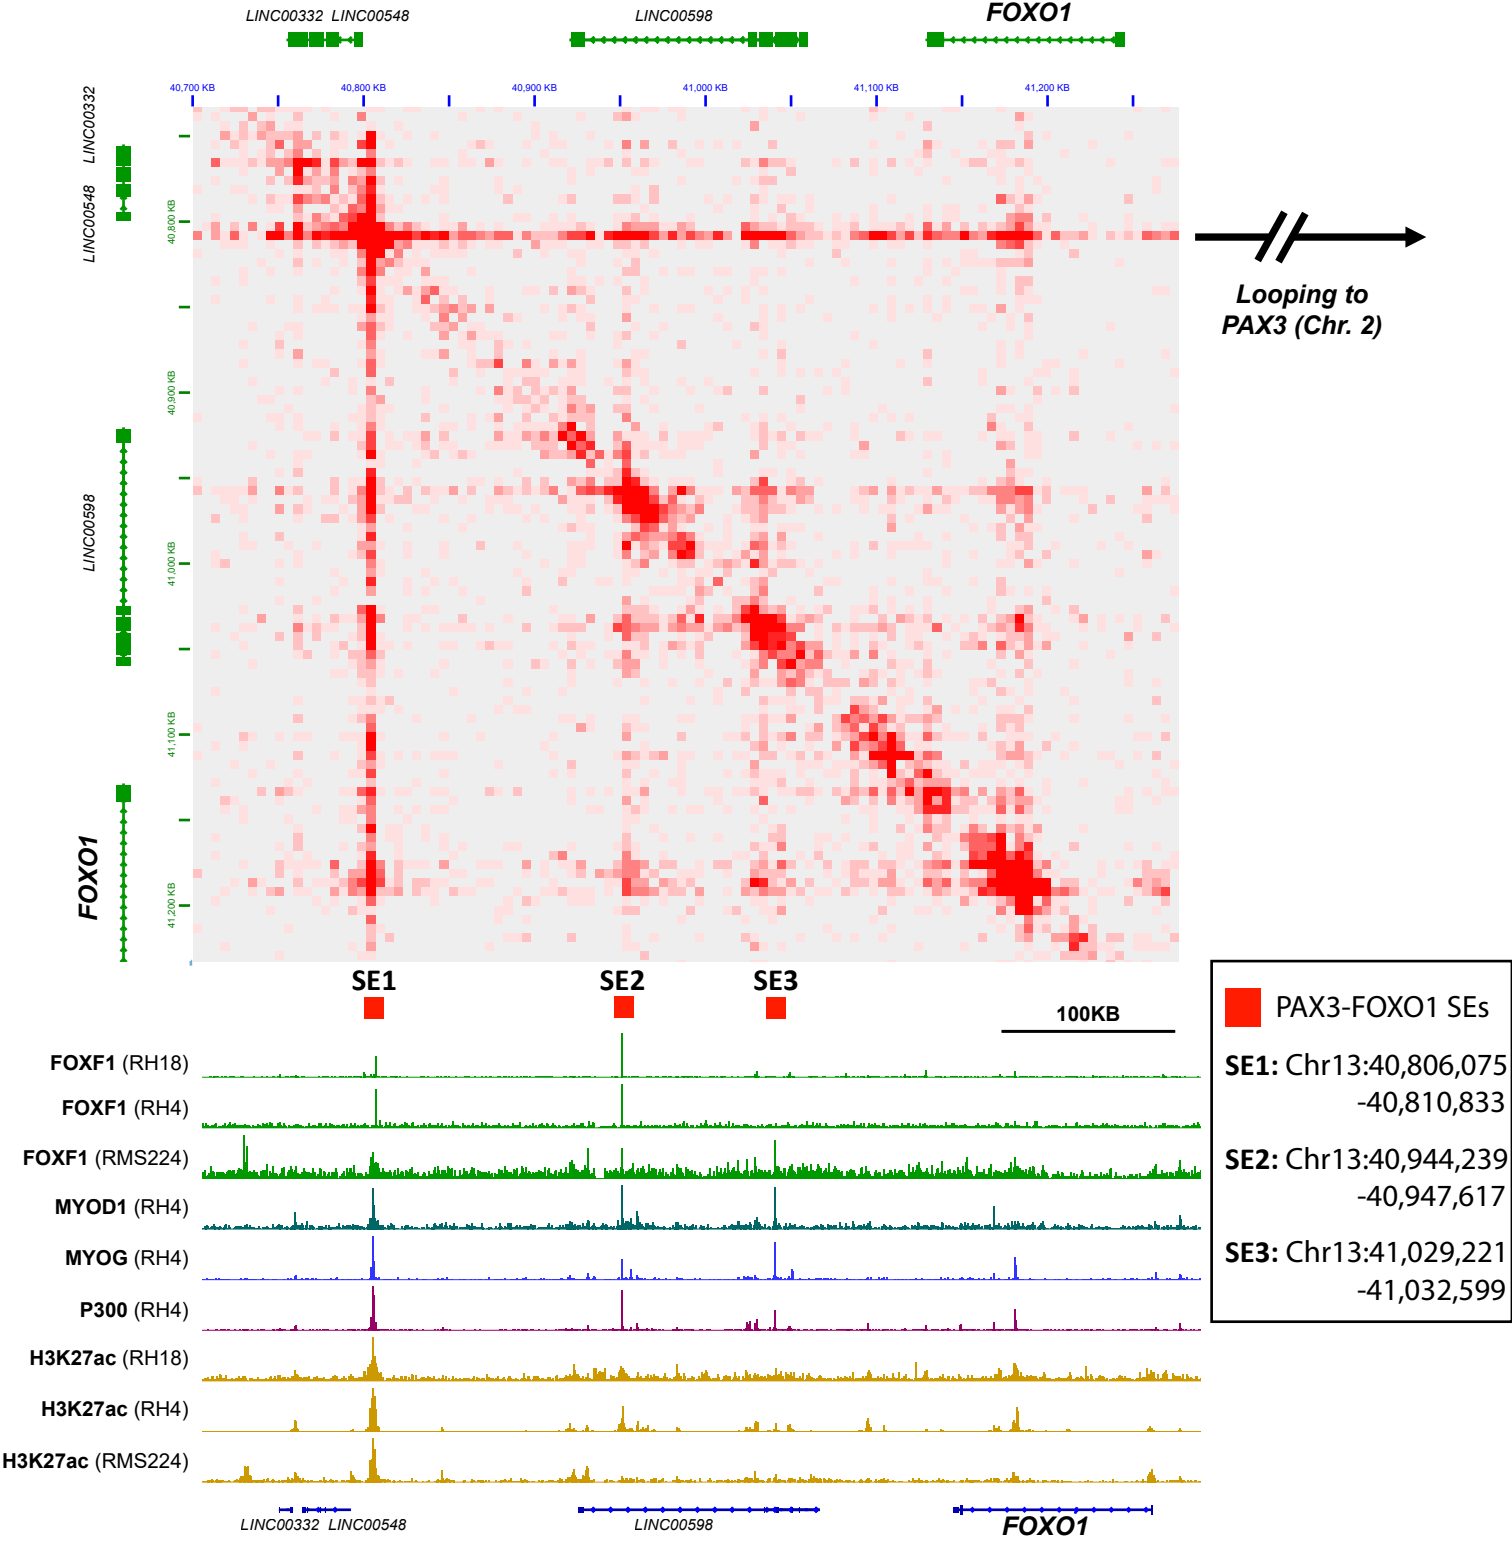 LINC00332 LINC00548 LINC00598 FOXO1
40,700 KB 40,800 KB 40,900 KB 41,000 KB 41,100 KB 41,200 KB
LINC00332
LINC00548
LINC00598
FOXO1
40,800 KB
40,900 KB
41,000 KB
41,100 KB
41,200 KB
Looping to
PAX3 (Chr. 2)
SE1 SE2 SE3
100KB
FOXF1 (RH18)
FOXF1 (RH4)
FOXF1 (RMS224)
MYOD1 (RH4)
MYOG (RH4)
P300 (RH4)
H3K27ac (RH18)
H3K27ac (RH4)
H3K27ac (RMS224)
LINC00332 LINC00548 LINC00598 FOXO1
PAX3-FOXO1 SEs
SE1: Chr13:40,806,075
-40,810,833
SE2: Chr13:40,944,239
-40,947,617
SE3: Chr13:41,029,221
-41,032,599